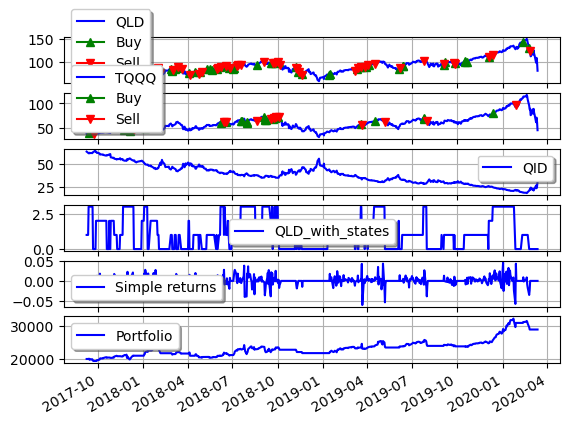 QLD
Buy
Sell
150
100
TQQQ
Buy
Sell
100
50
QID
50
25
QLD_with_states
2.5
0.0
Simple returns
0.05
0.00
−0.05
Portfolio
30000
20000
2017-10
2018-01
2018-04
2018-07
2018-10
2019-01
2019-04
2019-07
2019-10
2020-01
2020-04